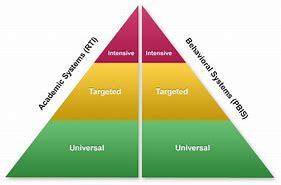 Academic Systems (RTI)
Behavioral Systems (PBIS)
Intensive
Intensive
Targeted
Targeted
Universal
Universal